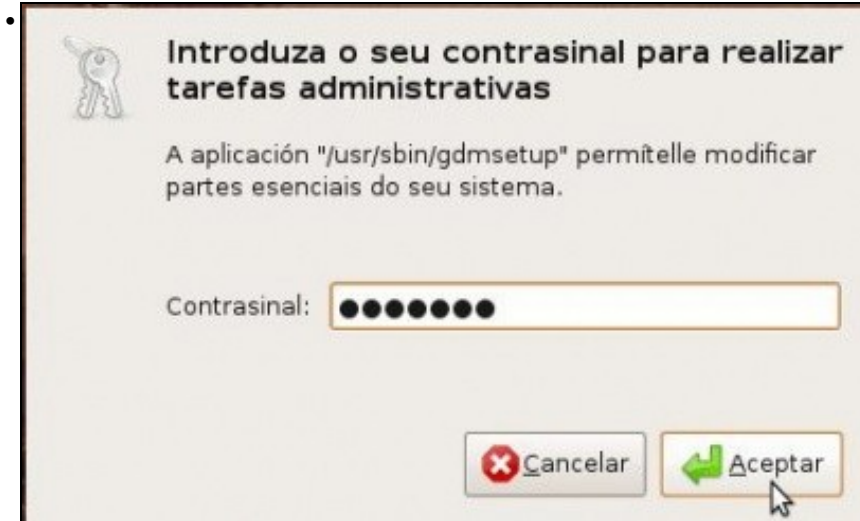 Introduza o seu contrasinal para realizar
tarefas administrativas
A aplicación "/usr/sbin/gdmsetup" permítelle modificar
partes esenciais do seu sistema.
Contrasinal: ●●●●●●●
Cancelar
Aceptar